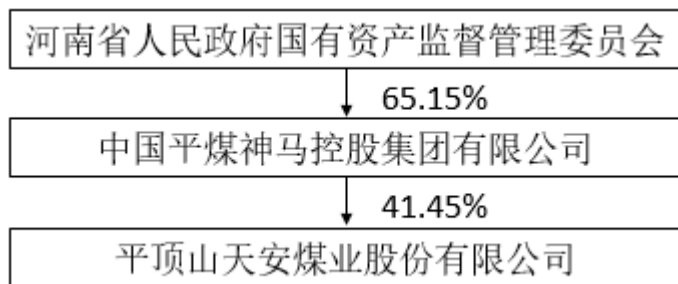 河南省人民政府国有资产监督管理委员会
65.15%
中国平煤神马控股集团有限公司
41.45%
平顶山天安煤业股份有限公司